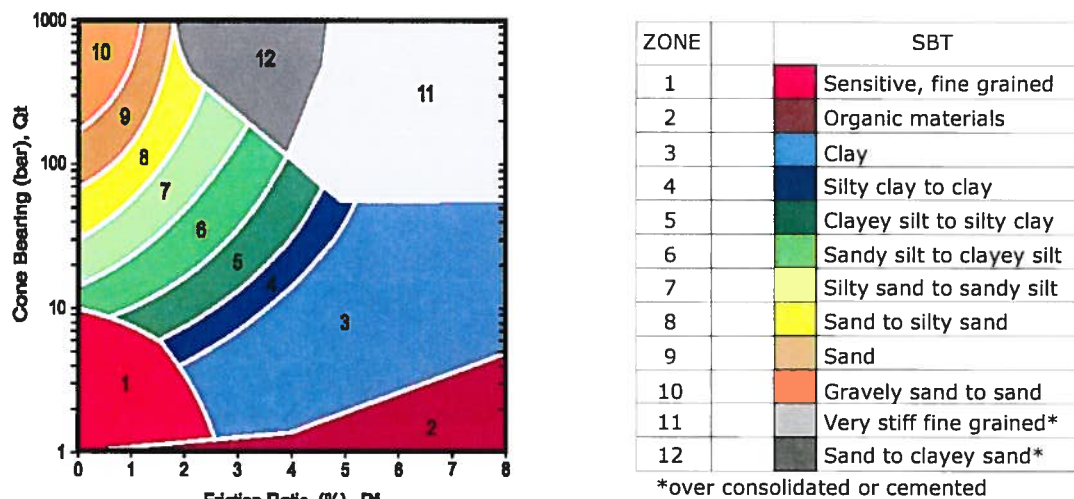 1000
100
10
1
Cone Bearing (bar), Qt
10
12
11
9
8
7
6
5
4
3
1
2
0 1 2 3 4 5 6 7 8
Friction Ratio (%), Rf
ZONE SBT
1 Sensitive, fine grained
2 Organic materials
3 Clay
4 Silty clay to clay
5 Clayey silt to silty clay
6 Sandy silt to clayey silt
7 Silty sand to sandy silt
8 Sand to silty sand
9 Sand
10 Gravely sand to sand
11 Very stiff fine grained*
12 Sand to clayey sand*
*over consolidated or cemented